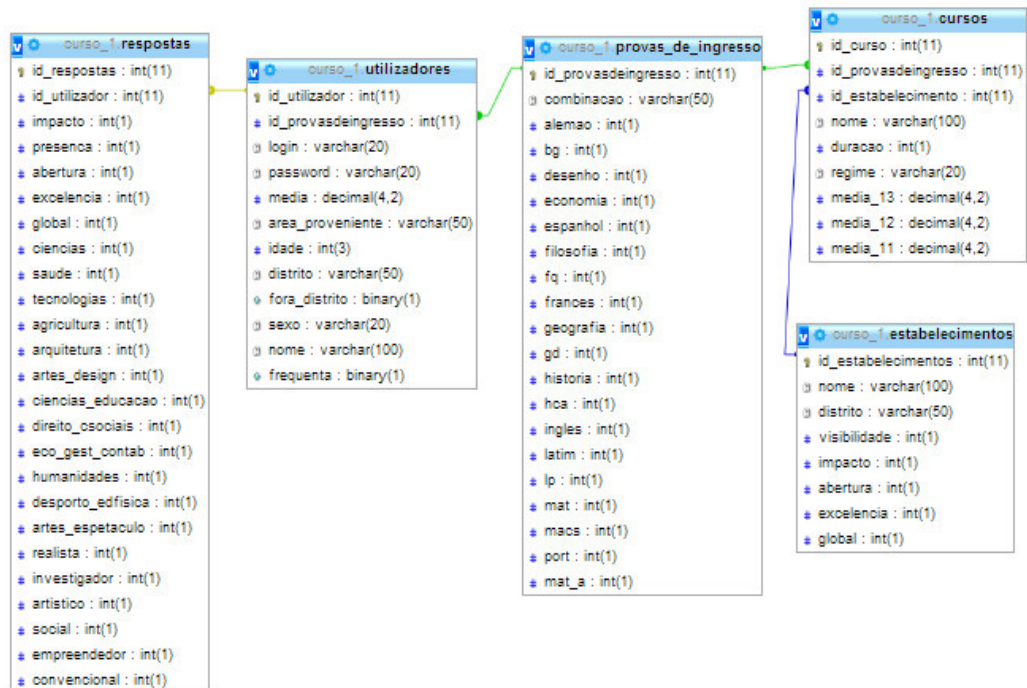 curso_1.respostas
id_respostas : int(11)
id_utilizador : int(11)
impacto : int(1)
presenca : int(1)
abertura : int(1)
excelencia : int(1)
global : int(1)
ciencias : int(1)
saude : int(1)
tecnologias : int(1)
agricultura : int(1)
arquitetura : int(1)
artes_design : int(1)
ciencias_educacao : int(1)
direito_csociais : int(1)
eco_gest_contab : int(1)
humanidades : int(1)
desporto_edfisica : int(1)
artes_espetaculo : int(1)
realista : int(1)
investigador : int(1)
artistico : int(1)
social : int(1)
empreendedor : int(1)
convencional : int(1)
curso_1.utilizadores
id_utilizador : int(11)
id_provasdeingresso : int(11)
login : varchar(20)
password : varchar(20)
media : decimal(4,2)
area_proveniente : varchar(50)
idade : int(3)
distrito : varchar(50)
fora_distrito : binary(1)
sexo : varchar(20)
nome : varchar(100)
frequenta : binary(1)
curso_1.provas_de_ingresso
id_provasdeingresso : int(11)
combinacao : varchar(50)
alemao : int(1)
bg : int(1)
desenho : int(1)
economia : int(1)
espanhol : int(1)
filosofia : int(1)
fq : int(1)
frances : int(1)
geografia : int(1)
gd : int(1)
historia : int(1)
hca : int(1)
ingles : int(1)
latim : int(1)
lp : int(1)
mat : int(1)
macs : int(1)
port : int(1)
mat_a : int(1)
curso_1.cursos
id_curso : int(11)
id_provasdeingresso : int(11)
id_estabelecimento : int(11)
nome : varchar(100)
duracao : int(1)
regime : varchar(20)
media_13 : decimal(4,2)
media_12 : decimal(4,2)
media_11 : decimal(4,2)
curso_1.estabelecimentos
id_estabelecimentos : int(11)
nome : varchar(100)
distrito : varchar(50)
visibilidade : int(1)
impacto : int(1)
abertura : int(1)
excelencia : int(1)
global : int(1)